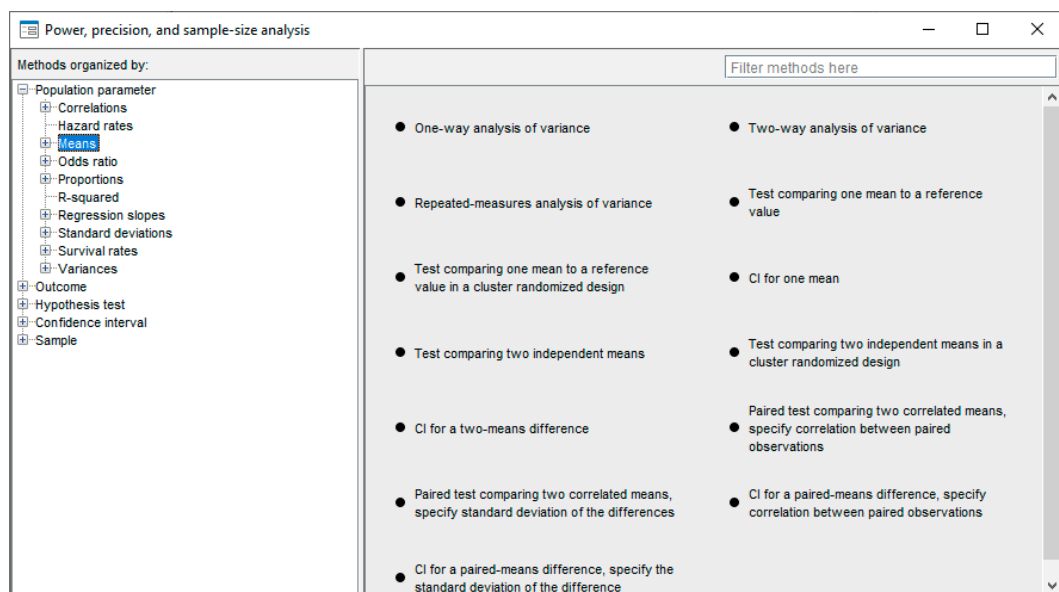 Power, precision, and sample-size analysis
Methods organized by:
Filter methods here
Population parameter
Correlations
Hazard rates
Means
Odds ratio
Proportions
R-squared
Regression slopes
Standard deviations
Survival rates
Variances
Outcome
Hypothesis test
Confidence interval
Sample
One-way analysis of variance
Two-way analysis of variance
Repeated-measures analysis of variance
Test comparing one mean to a reference
value
Test comparing one mean to a reference
value in a cluster randomized design
CI for one mean
Test comparing two independent means
Test comparing two independent means in a
cluster randomized design
CI for a two-means difference
Paired test comparing two correlated means,
specify correlation between paired
observations
Paired test comparing two correlated means,
specify standard deviation of the differences
CI for a paired-means difference, specify
correlation between paired observations
CI for a paired-means difference, specify the
standard deviation of the difference